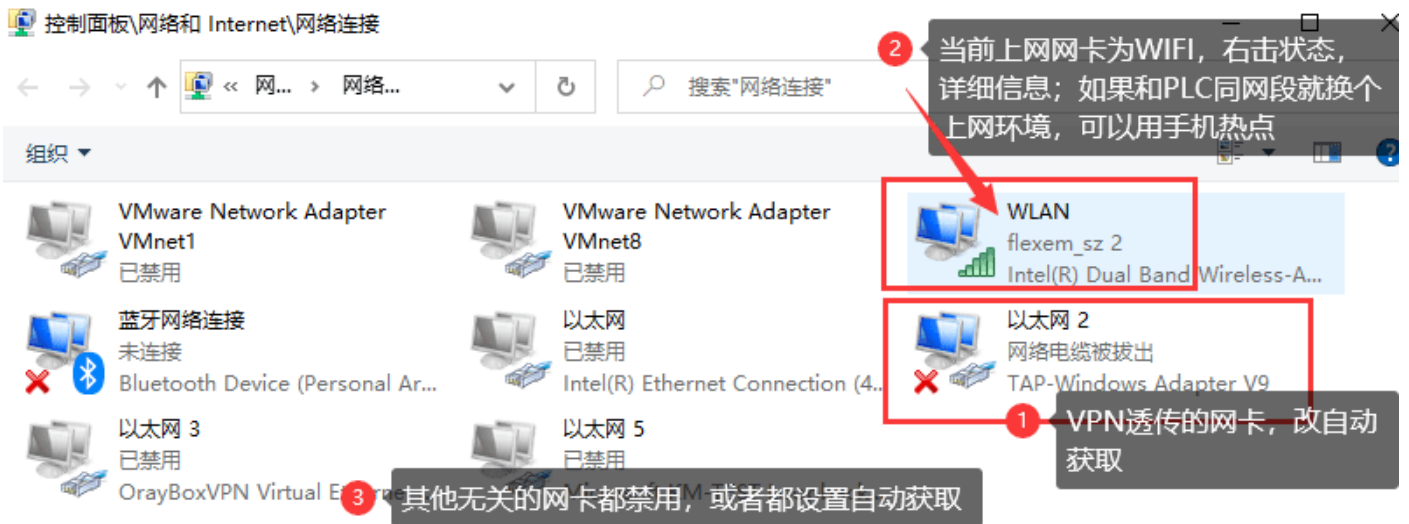 控制面板\网络和 Internet\网络连接
2
当前上网网卡为WIFI，右击状态，
详细信息；如果和PLC同网段就换个
上网环境，可以用手机热点
« 网... › 网络...
搜索"网络连接"
组织
VMware Network Adapter
VMnet1
已禁用
VMware Network Adapter
VMnet8
已禁用
WLAN
flexem_sz 2
Intel(R) Dual Band Wireless-A...
蓝牙网络连接
未连接
Bluetooth Device (Personal Ar...
以太网
已禁用
Intel(R) Ethernet Connection (4...
以太网 2
网络电缆被拔出
TAP-Windows Adapter V9
1
VPN透传的网卡，改自动
获取
以太网 3
已禁用
OrayBoxVPN Virtual
以太网 5
已禁用
3
其他无关的网卡都禁用，或者都设置自动获取